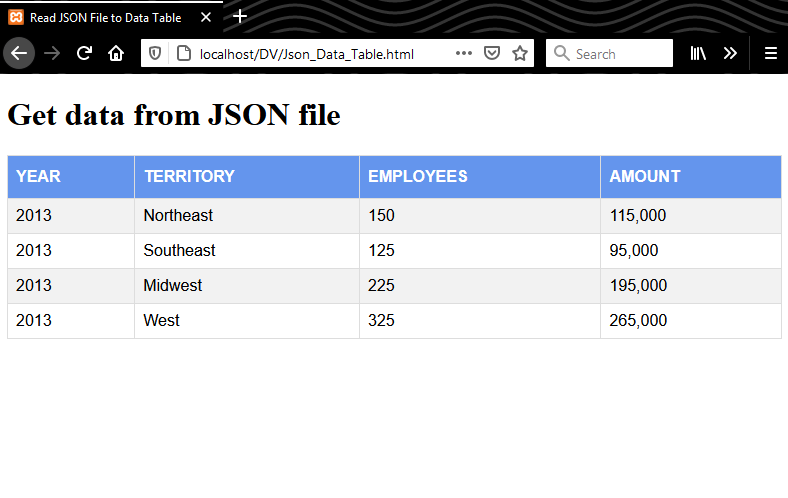 Read JSON File to Data Table
localhost/DV/Json_Data_Table.html
Search
Get data from JSON file
YEAR TERRITORY EMPLOYEES AMOUNT
2013 Northeast 150 115,000
2013 Southeast 125 95,000
2013 Midwest 225 195,000
2013 West 325 265,000